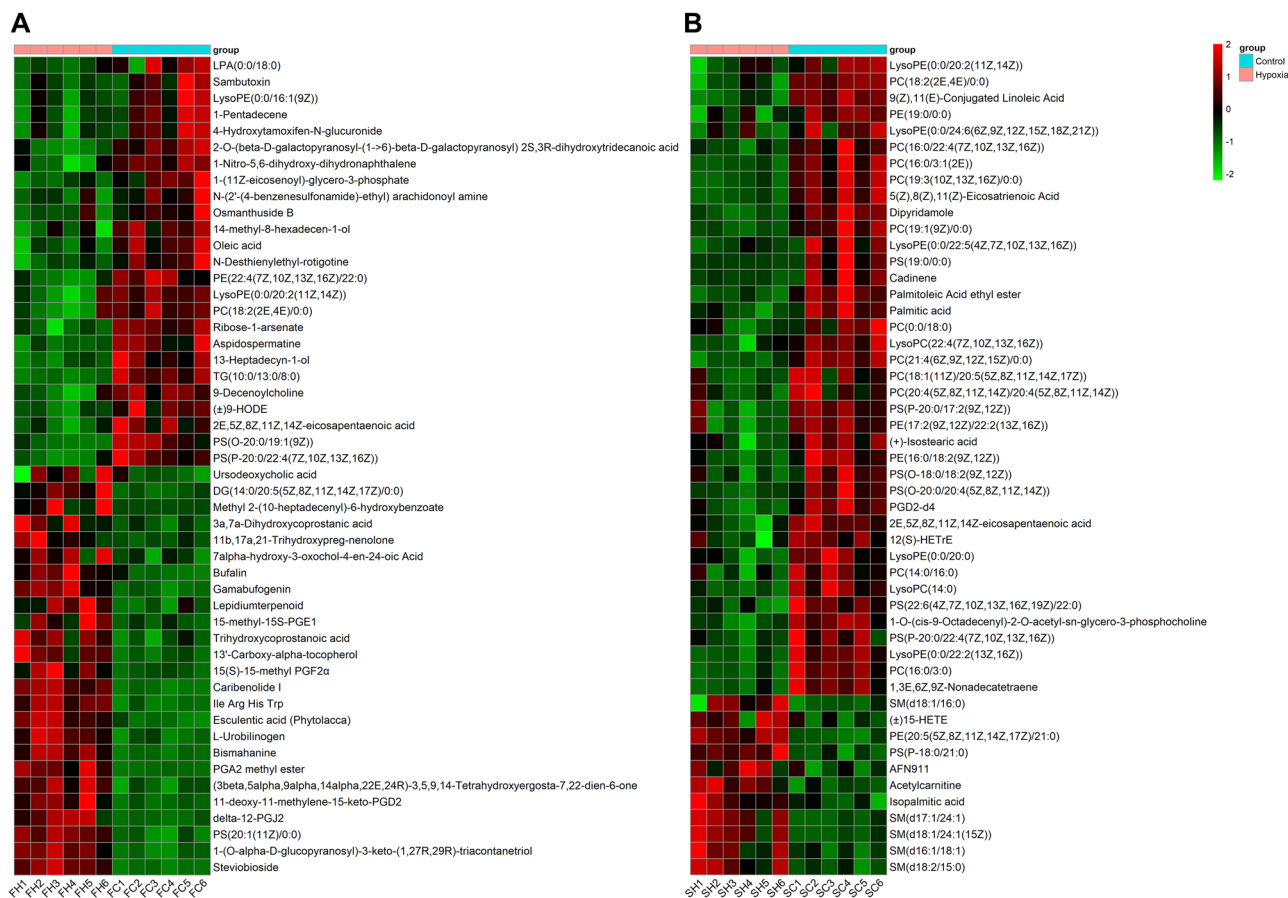 A
group
LPA(0:0/18:0)
Sambutoxin
LysoPE(0:0/16:1(9Z))
1-Pentadecene
4-Hydroxytamoxifen-N-glucuronide
2-O-(beta-D-galactopyranosyl-(1->6)-beta-D-galactopyranosyl) 2S,3R-dihydroxytridecanoic acid
1-Nitro-5,6-dihydroxy-dihydronaphthalene
1-(11Z-eicosenoyl)-glycero-3-phosphate
N-(2'-(4-benzenesulfonamide)-ethyl) arachidonoyl amine
Osmanthuside B
14-methyl-8-hexadecen-1-ol
Oleic acid
N-Desthienylethyl-rotigotine
PE(22:4(7Z,10Z,13Z,16Z)/22:0)
LysoPE(0:0/20:2(11Z,14Z))
PC(18:2(2E,4E)/0:0)
Ribose-1-arsenate
Aspidospermatine
13-Heptadecyn-1-ol
TG(10:0/13:0/8:0)
9-Decenoylcholine
(±)9-HODE
2E,5Z,8Z,11Z,14Z-eicosapentaenoic acid
PS(O-20:0/19:1(9Z))
PS(P-20:0/22:4(7Z,10Z,13Z,16Z))
Ursodeoxycholic acid
DG(14:0/20:5(5Z,8Z,11Z,14Z,17Z)/0:0)
Methyl 2-(10-heptadecenyl)-6-hydroxybenzoate
3a,7a-Dihydroxycoprostanic acid
11b,17a,21-Trihydroxypreg-nenolone
7alpha-hydroxy-3-oxochol-4-en-24-oic Acid
Bufalin
Gamabufogenin
Lepidiumterpenoid
15-methyl-15S-PGE1
Trihydroxycoprostanoic acid
13'-Carboxy-alpha-tocopherol
15(S)-15-methyl PGF2α
Caribenolide I
Ile Arg His Trp
Esculentic acid (Phytolacca)
L-Urobilinogen
Bismahanine
PGA2 methyl ester
(3beta,5alpha,9alpha,14alpha,22E,24R)-3,5,9,14-Tetrahydroxyergosta-7,22-dien-6-one
11-deoxy-11-methylene-15-keto-PGD2
delta-12-PGJ2
PS(20:1(11Z)/0:0)
1-(O-alpha-D-glucopyranosyl)-3-keto-(1,27R,29R)-triacontanetriol
Steviobioside
FH1 FH2 FH3 FH4 FH5 FH6 FC1 FC2 FC3 FC4 FC5 FC6
B
group
LysoPE(0:0/20:2(11Z,14Z))
PC(18:2(2E,4E)/0:0)
9(Z),11(E)-Conjugated Linoleic Acid
PE(19:0/0:0)
LysoPE(0:0/24:6(6Z,9Z,12Z,15Z,18Z,21Z))
PC(16:0/22:4(7Z,10Z,13Z,16Z))
PC(16:0/3:1(2E))
PC(19:3(10Z,13Z,16Z)/0:0)
5(Z),8(Z),11(Z)-Eicosatrienoic Acid
Dipyridamole
PC(19:1(9Z)/0:0)
LysoPE(0:0/22:5(4Z,7Z,10Z,13Z,16Z))
PS(19:0/0:0)
Cadinene
Palmitoleic Acid ethyl ester
Palmitic acid
PC(0:0/18:0)
LysoPC(22:4(7Z,10Z,13Z,16Z))
PC(21:4(6Z,9Z,12Z,15Z)/0:0)
PC(18:1(11Z)/20:5(5Z,8Z,11Z,14Z,17Z))
PC(20:4(5Z,8Z,11Z,14Z)/20:4(5Z,8Z,11Z,14Z))
PS(P-20:0/17:2(9Z,12Z))
PE(17:2(9Z,12Z)/22:2(13Z,16Z))
(+)-Isostearic acid
PE(16:0/18:2(9Z,12Z))
PS(O-18:0/18:2(9Z,12Z))
PS(O-20:0/20:4(5Z,8Z,11Z,14Z))
PGD2-d4
2E,5Z,8Z,11Z,14Z-eicosapentaenoic acid
12(S)-HETrE
LysoPE(0:0/20:0)
PC(14:0/16:0)
LysoPC(14:0)
PS(22:6(4Z,7Z,10Z,13Z,16Z,19Z)/22:0)
1-O-(cis-9-Octadecenyl)-2-O-acetyl-sn-glycero-3-phosphocholine
PS(P-20:0/22:4(7Z,10Z,13Z,16Z))
LysoPE(0:0/22:2(13Z,16Z))
PC(16:0/3:0)
1,3E,6Z,9Z-Nonadecatetraene
SM(d18:1/16:0)
(±)15-HETE
PE(20:5(5Z,8Z,11Z,14Z,17Z)/21:0)
PS(P-18:0/21:0)
AFN911
Acetylcarnitine
Isopalmitic acid
SM(d17:1/24:1)
SM(d18:1/24:1(15Z))
SM(d16:1/18:1)
SM(d18:2/15:0)
SH1 SH2 SH3 SH4 SH5 SH6 SC1 SC2 SC3 SC4 SC5 SC6
2
1
0
-1
-2
group
Control
Hypoxia